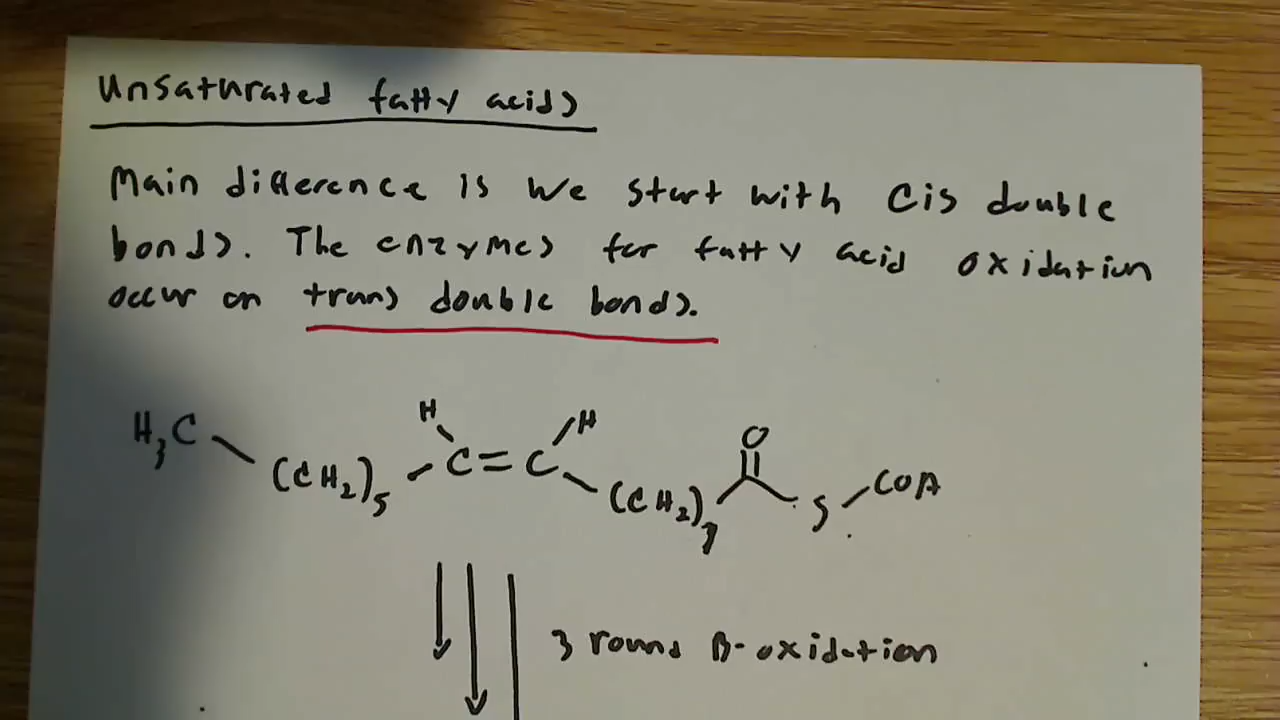 Unsaturated fatty acids
Main difference is we start with Cis double
bonds. The enzymes for fatty acid oxidation
occur on trans double bonds.
H₃C (CH₂)₅ C=C (CH₂)₇ S CoA
H H O
3 round B-oxidation